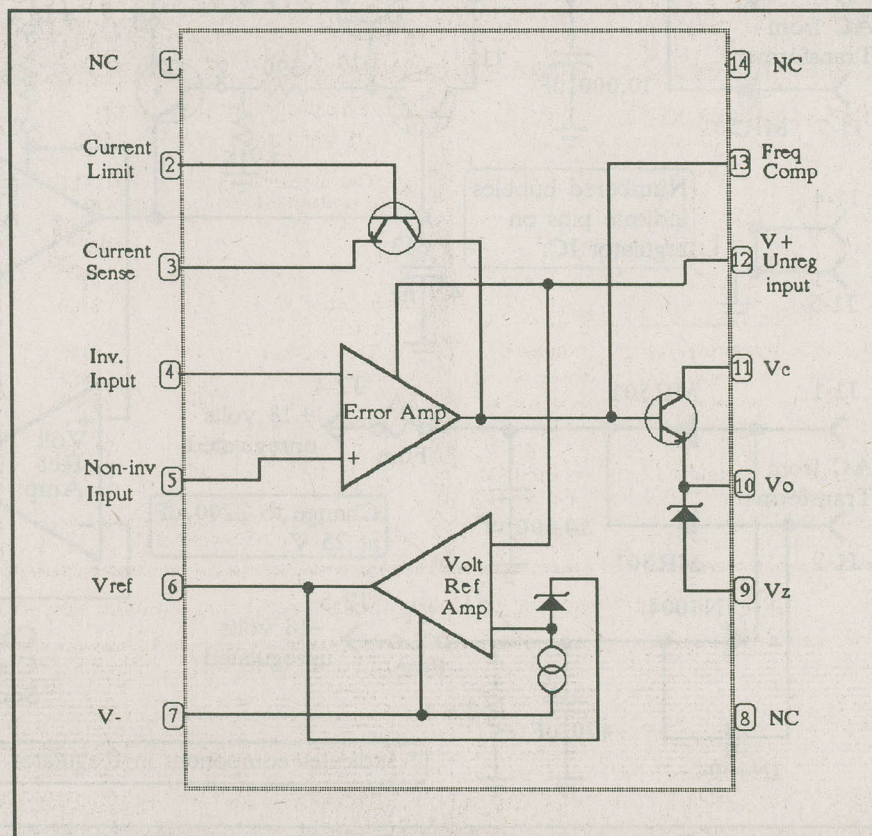 NC
1
Current
Limit
2
Current
Sense
3
Inv.
Input
4
Non-inv
Input
5
Vref
6
V-
7
-
Error Amp
+
Volt
Ref
Amp
14
NC
13
Freq
Comp
12
V+
Unreg
input
11
Vc
10
Vo
9
Vz
8
NC